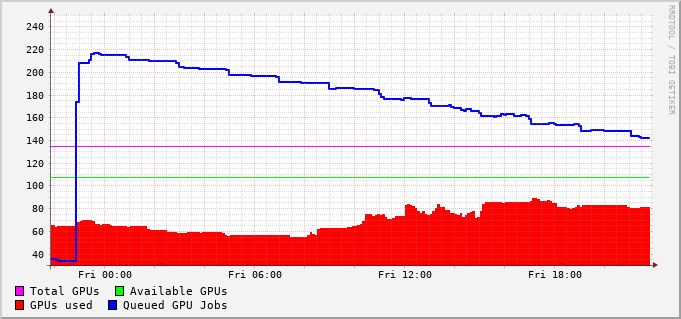 RRDTOOL / TOBI OETIKER
240
220
200
180
160
140
120
100
80
60
40
Fri 00:00 Fri 06:00 Fri 12:00 Fri 18:00
Total GPUs Available GPUs
GPUs used Queued GPU Jobs